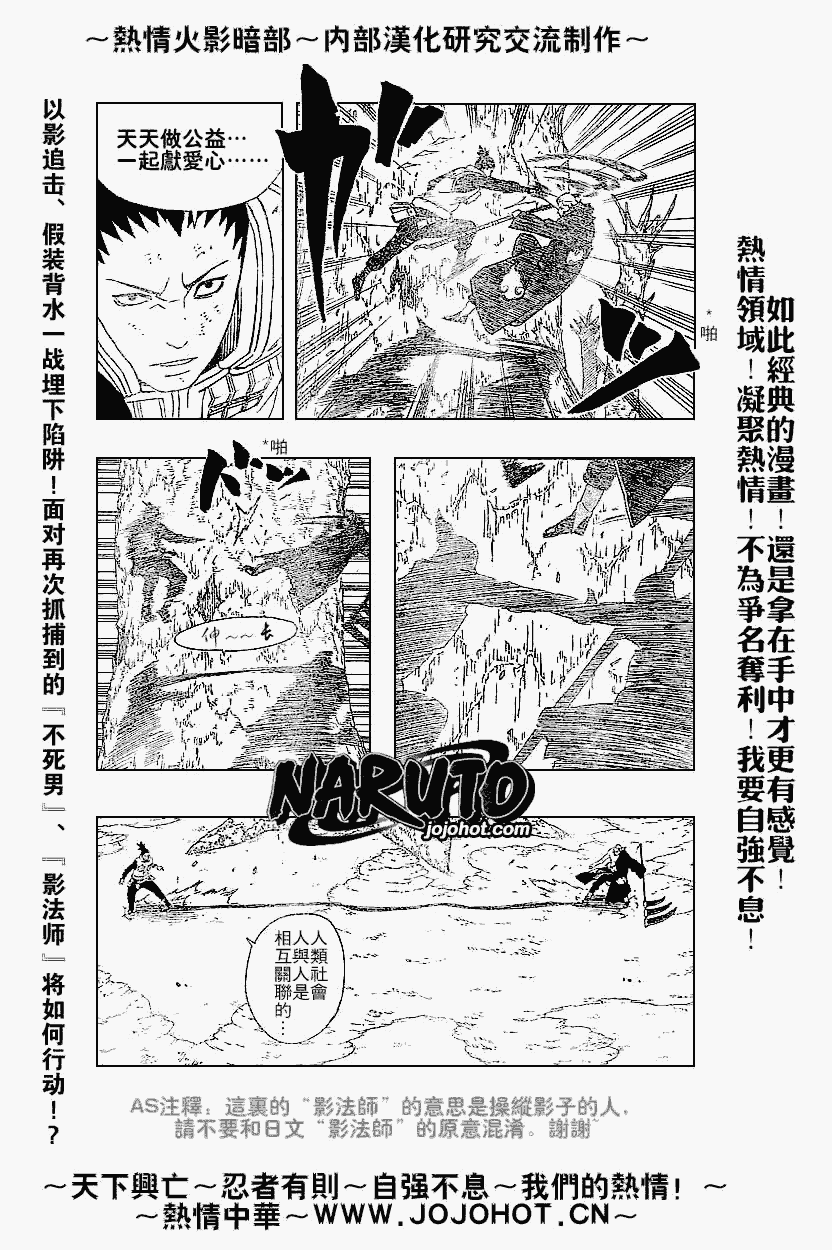 ~熱情火影暗部~内部漢化研究交流制作~
以影追击、假装背水一战埋下陷阱！面对再次抓捕到的『不死男』、『影法师』将如何行动！？
天天做公益…
一起獻愛心……
ガッ
*啪
如此經典的漫畫！還是拿在手中才更有感覺！
熱情領域！凝聚熱情！不為爭名奪利！我要自強不息！
*啪
伸~~長
NARUTO
jojohot.com
人類社會
人與人是
相互關聯
的…
AS注釋：這裏的“影法師”的意思是操縱影子的人，
請不要和日文“影法師”的原意混淆。謝謝~
~天下興亡~忍者有則~自强不息~我們的熱情！~
~熱情中華~WWW.JOJOHOT.CN~